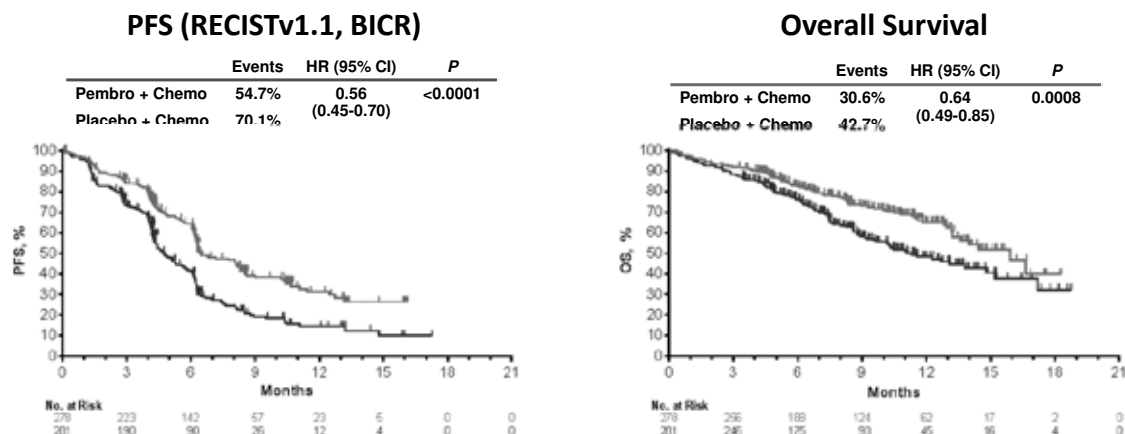 PFS (RECISTv1.1, BICR)
Events HR (95% CI) P
Pembro + Chemo 54.7% 0.56 <0.0001
(0.45-0.70)
Placebo + Chemo 70.1%
100
90
80
70
60
50
40
30
20
10
0
PFS, %
0 3 6 9 12 15 18 21
Months
No. at Risk
278 223 142 57 23 5 0 0
281 190 90 26 12 4 0 0
Overall Survival
Events HR (95% CI) P
Pembro + Chemo 30.6% 0.64 0.0008
(0.49-0.85)
Placebo + Chemo 42.7%
100
90
80
70
60
50
40
30
20
10
0
OS, %
0 3 6 9 12 15 18 21
Months
No. at Risk
278 256 188 124 62 17 2 0
281 246 175 93 45 16 4 0